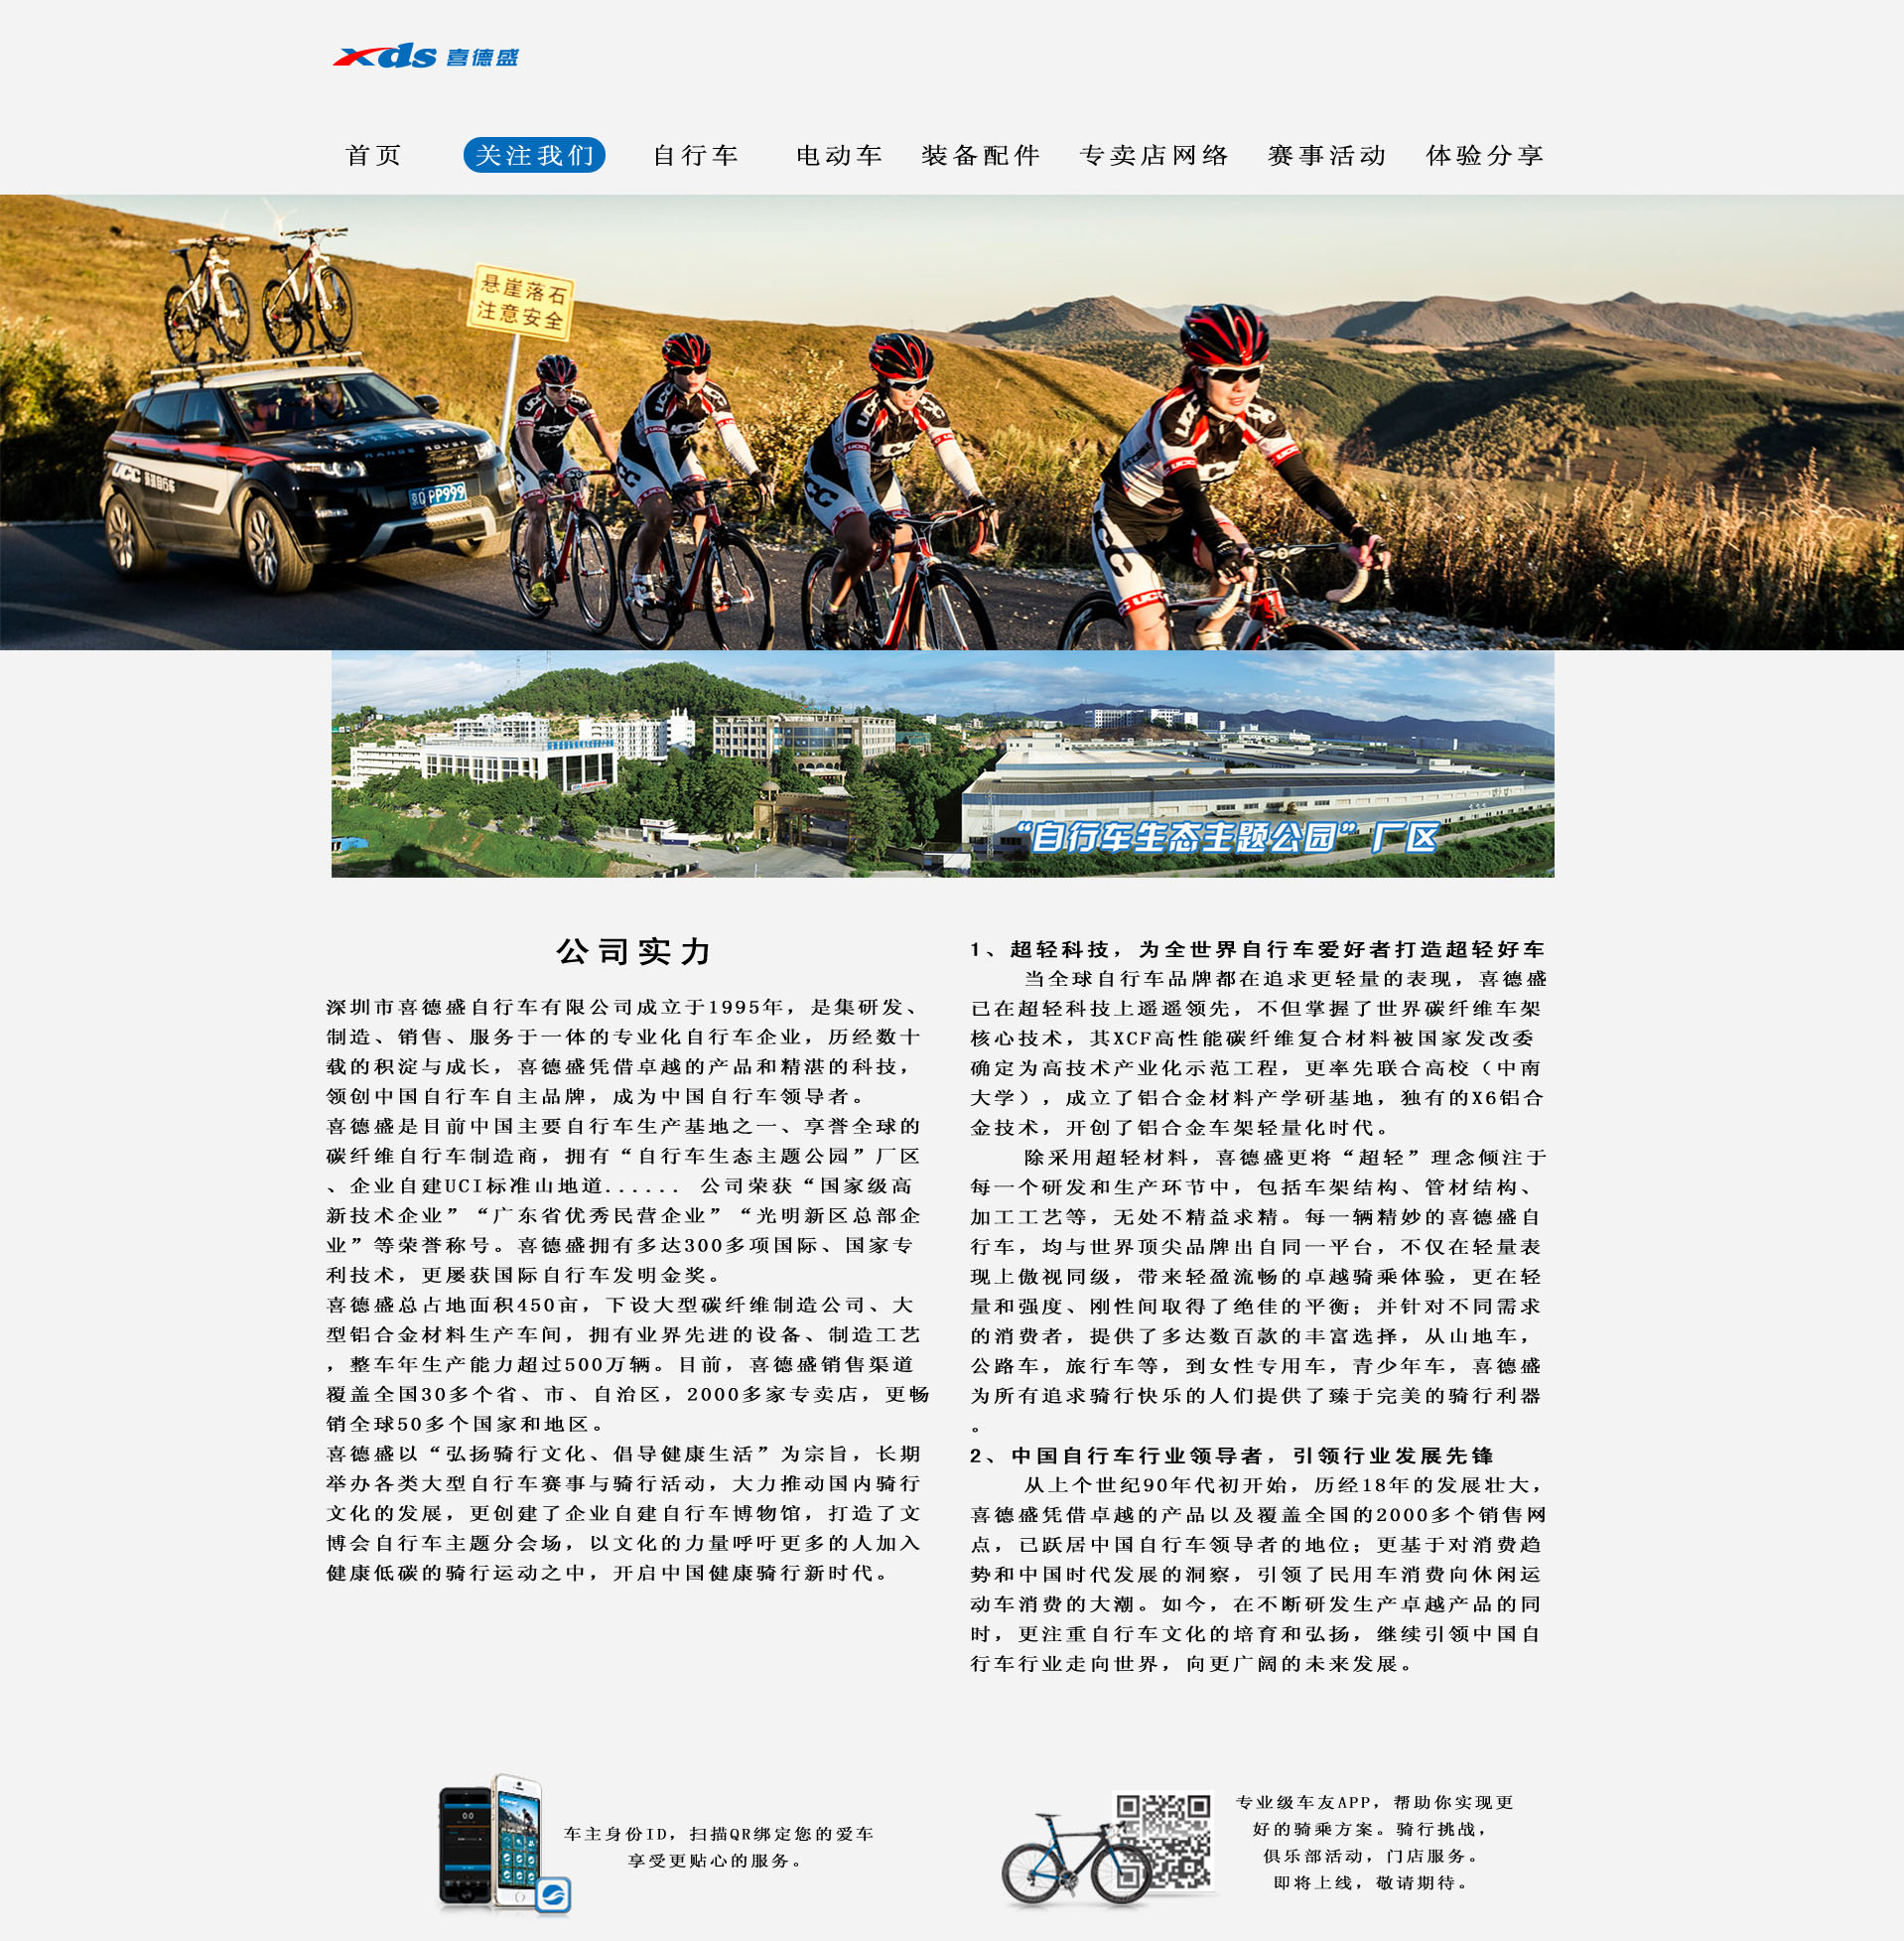 xds 喜德盛
首页 关注我们 自行车 电动车 装备配件 专卖店网络 赛事活动 体验分享
悬崖落石
注意安全
RANGE ROVER
UCC
京Q PP999
UCC
UCC
UCC
“自行车生态主题公园”厂区
公司实力
深圳市喜德盛自行车有限公司成立于1995年，是集研发、
制造、销售、服务于一体的专业化自行车企业，历经数十
载的积淀与成长，喜德盛凭借卓越的产品和精湛的科技，
领创中国自行车自主品牌，成为中国自行车领导者。
喜德盛是目前中国主要自行车生产基地之一、享誉全球的
碳纤维自行车制造商，拥有“自行车生态主题公园”厂区
、企业自建UCI标准山地道...... 公司荣获“国家级高
新技术企业”“广东省优秀民营企业”“光明新区总部企
业”等荣誉称号。喜德盛拥有多达300多项国际、国家专
利技术，更屡获国际自行车发明金奖。
喜德盛总占地面积450亩，下设大型碳纤维制造公司、大
型铝合金材料生产车间，拥有业界先进的设备、制造工艺
，整车年生产能力超过500万辆。目前，喜德盛销售渠道
覆盖全国30多个省、市、自治区，2000多家专卖店，更畅
销全球50多个国家和地区。
喜德盛以“弘扬骑行文化、倡导健康生活”为宗旨，长期
举办各类大型自行车赛事与骑行活动，大力推动国内骑行
文化的发展，更创建了企业自建自行车博物馆，打造了文
博会自行车主题分会场，以文化的力量呼吁更多的人加入
健康低碳的骑行运动之中，开启中国健康骑行新时代。
1、超轻科技，为全世界自行车爱好者打造超轻好车
当全球自行车品牌都在追求更轻量的表现，喜德盛
已在超轻科技上遥遥领先，不但掌握了世界碳纤维车架
核心技术，其XCF高性能碳纤维复合材料被国家发改委
确定为高技术产业化示范工程，更率先联合高校（中南
大学），成立了铝合金材料产学研基地，独有的X6铝合
金技术，开创了铝合金车架轻量化时代。
除采用超轻材料，喜德盛更将“超轻”理念倾注于
每一个研发和生产环节中，包括车架结构、管材结构、
加工工艺等，无处不精益求精。每一辆精妙的喜德盛自
行车，均与世界顶尖品牌出自同一平台，不仅在轻量表
现上傲视同级，带来轻盈流畅的卓越骑乘体验，更在轻
量和强度、刚性间取得了绝佳的平衡；并针对不同需求
的消费者，提供了多达数百款的丰富选择，从山地车，
公路车，旅行车等，到女性专用车，青少年车，喜德盛
为所有追求骑行快乐的人们提供了臻于完美的骑行利器
。
2、中国自行车行业领导者，引领行业发展先锋
从上个世纪90年代初开始，历经18年的发展壮大，
喜德盛凭借卓越的产品以及覆盖全国的2000多个销售网
点，已跃居中国自行车领导者的地位；更基于对消费趋
势和中国时代发展的洞察，引领了民用车消费向休闲运
动车消费的大潮。如今，在不断研发生产卓越产品的同
时，更注重自行车文化的培育和弘扬，继续引领中国自
行车行业走向世界，向更广阔的未来发展。
车主身份ID，扫描QR绑定您的爱车
享受更贴心的服务。
专业级车友APP，帮助你实现更
好的骑乘方案。骑行挑战，
俱乐部活动，门店服务。
即将上线，敬请期待。